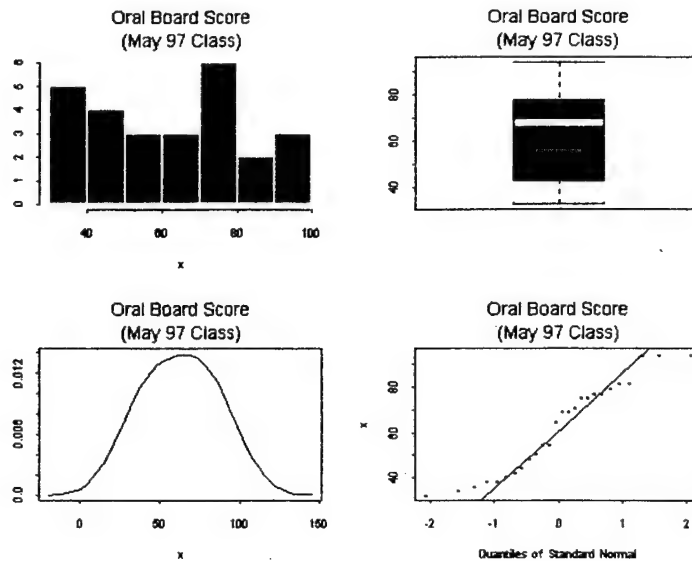 Oral Board Score
(May 97 Class)
0 1 2 3 4 5 6
40 60 80 100
x
Oral Board Score
(May 97 Class)
40 60 80
Oral Board Score
(May 97 Class)
0.0 0.006 0.012
0 50 100 150
x
Oral Board Score
(May 97 Class)
x
40 60 80
-2 -1 0 1 2
Quantiles of Standard Normal